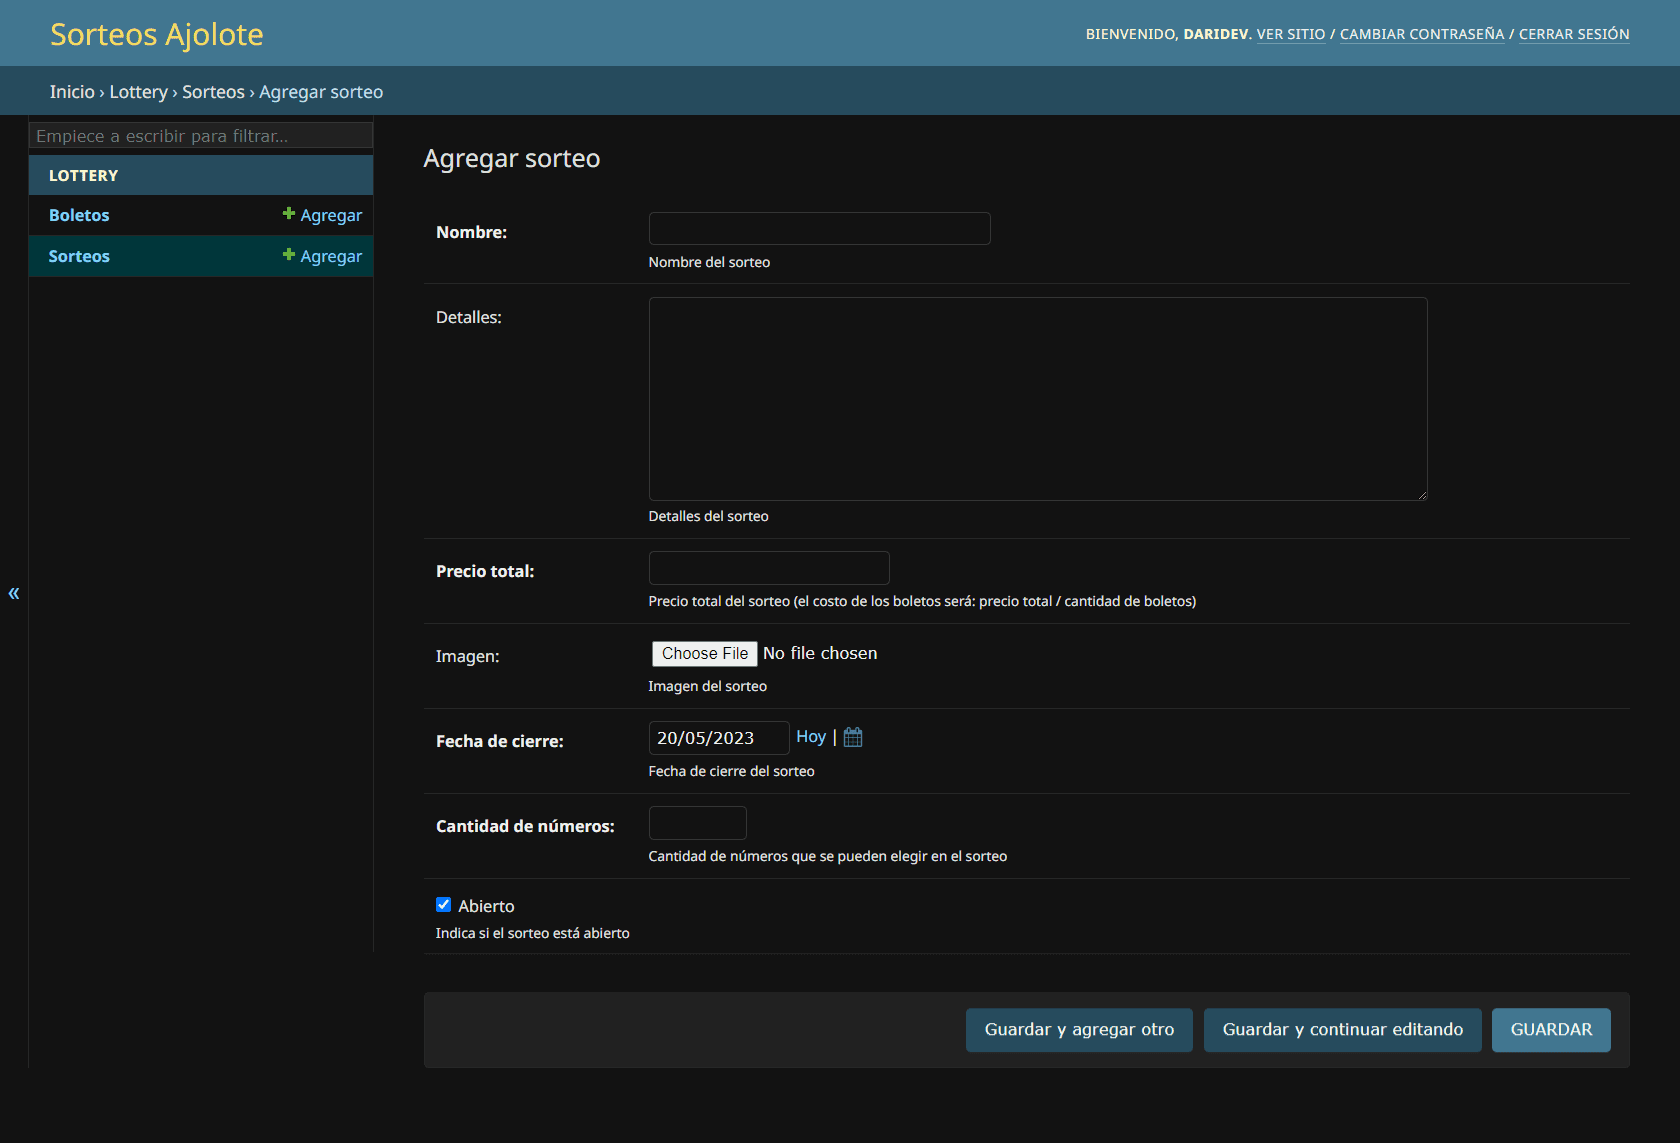 Sorteos Ajolote
BIENVENIDO, DARIDEV. VER SITIO / CAMBIAR CONTRASEÑA / CERRAR SESIÓN
Inicio › Lottery › Sorteos › Agregar sorteo
Empiece a escribir para filtrar...
LOTTERY
Boletos Agregar
Sorteos Agregar
«
Agregar sorteo
Nombre:
Nombre del sorteo
Detalles:
Detalles del sorteo
Precio total:
Precio total del sorteo (el costo de los boletos será: precio total / cantidad de boletos)
Imagen: Choose File No file chosen
Imagen del sorteo
Fecha de cierre: 20/05/2023 Hoy |
Fecha de cierre del sorteo
Cantidad de números:
Cantidad de números que se pueden elegir en el sorteo
Abierto
Indica si el sorteo está abierto
Guardar y agregar otro Guardar y continuar editando GUARDAR